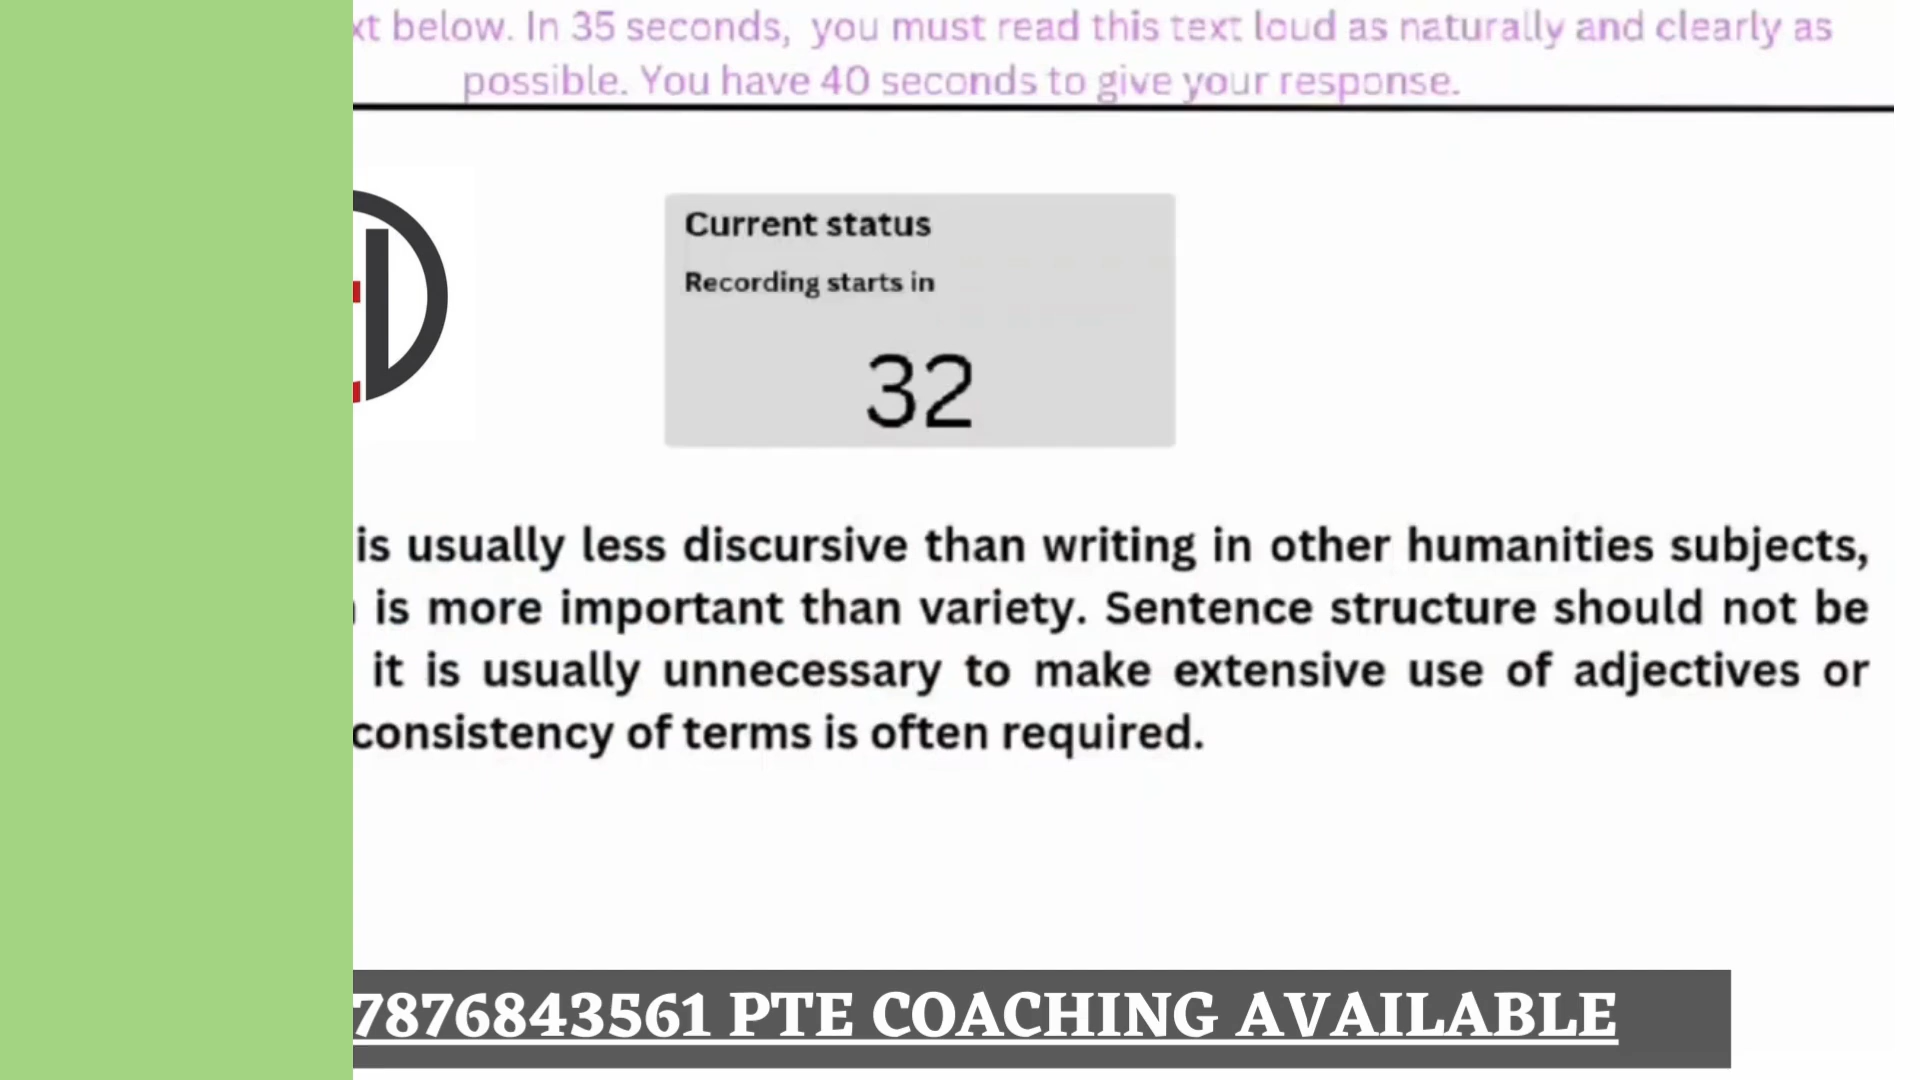 below. In 35 seconds, you must read this text loud as naturally and clearly as
possible. You have 40 seconds to give your response.
Current status
Recording starts in
32
is usually less discursive than writing in other humanities subjects,
is more important than variety. Sentence structure should not be
it is usually unnecessary to make extensive use of adjectives or
consistency of terms is often required.
7876843561 PTE COACHING AVAILABLE